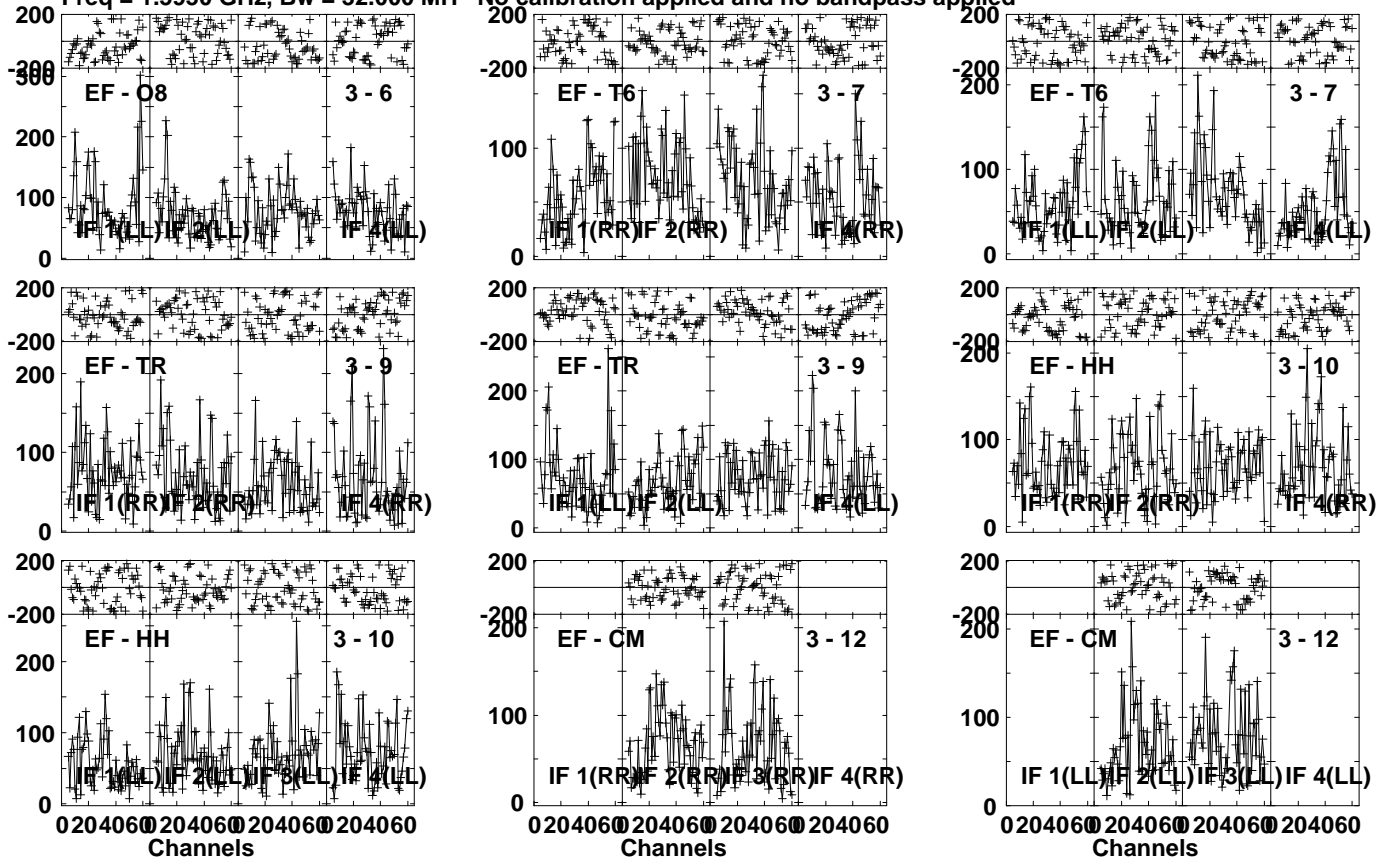 Freq = 1.5950 GHz, Bw = 32.000 MH No calibration applied and no bandpass applied
200
-200
300
200
100
0
EF - O8
3 - 6
IF 1(LL)
IF 2(LL)
IF 4(LL)
200
-200
100
0
EF - T6
3 - 7
IF 1(RR)
IF 2(RR)
IF 4(RR)
200
-200
200
100
0
EF - T6
3 - 7
IF 1(LL)
IF 2(LL)
IF 4(LL)
200
-200
200
100
0
EF - TR
3 - 9
IF 1(RR)
IF 2(RR)
IF 4(RR)
200
-200
200
100
0
EF - TR
3 - 9
IF 1(LL)
IF 2(LL)
IF 4(LL)
200
-200
200
100
0
EF - HH
3 - 10
IF 1(RR)
IF 2(RR)
IF 4(RR)
200
-200
200
100
0
EF - HH
3 - 10
IF 1(LL)
IF 2(LL)
IF 3(LL)
IF 4(LL)
0 20 40 60 0 20 40 60 0 20 40 60 0 20 40 60
Channels
200
-200
200
100
0
EF - CM
3 - 12
IF 1(RR)
IF 2(RR)
IF 3(RR)
IF 4(RR)
0 20 40 60 0 20 40 60 0 20 40 60 0 20 40 60
Channels
200
-200
200
100
0
EF - CM
3 - 12
IF 1(LL)
IF 2(LL)
IF 3(LL)
IF 4(LL)
0 20 40 60 0 20 40 60 0 20 40 60 0 20 40 60
Channels